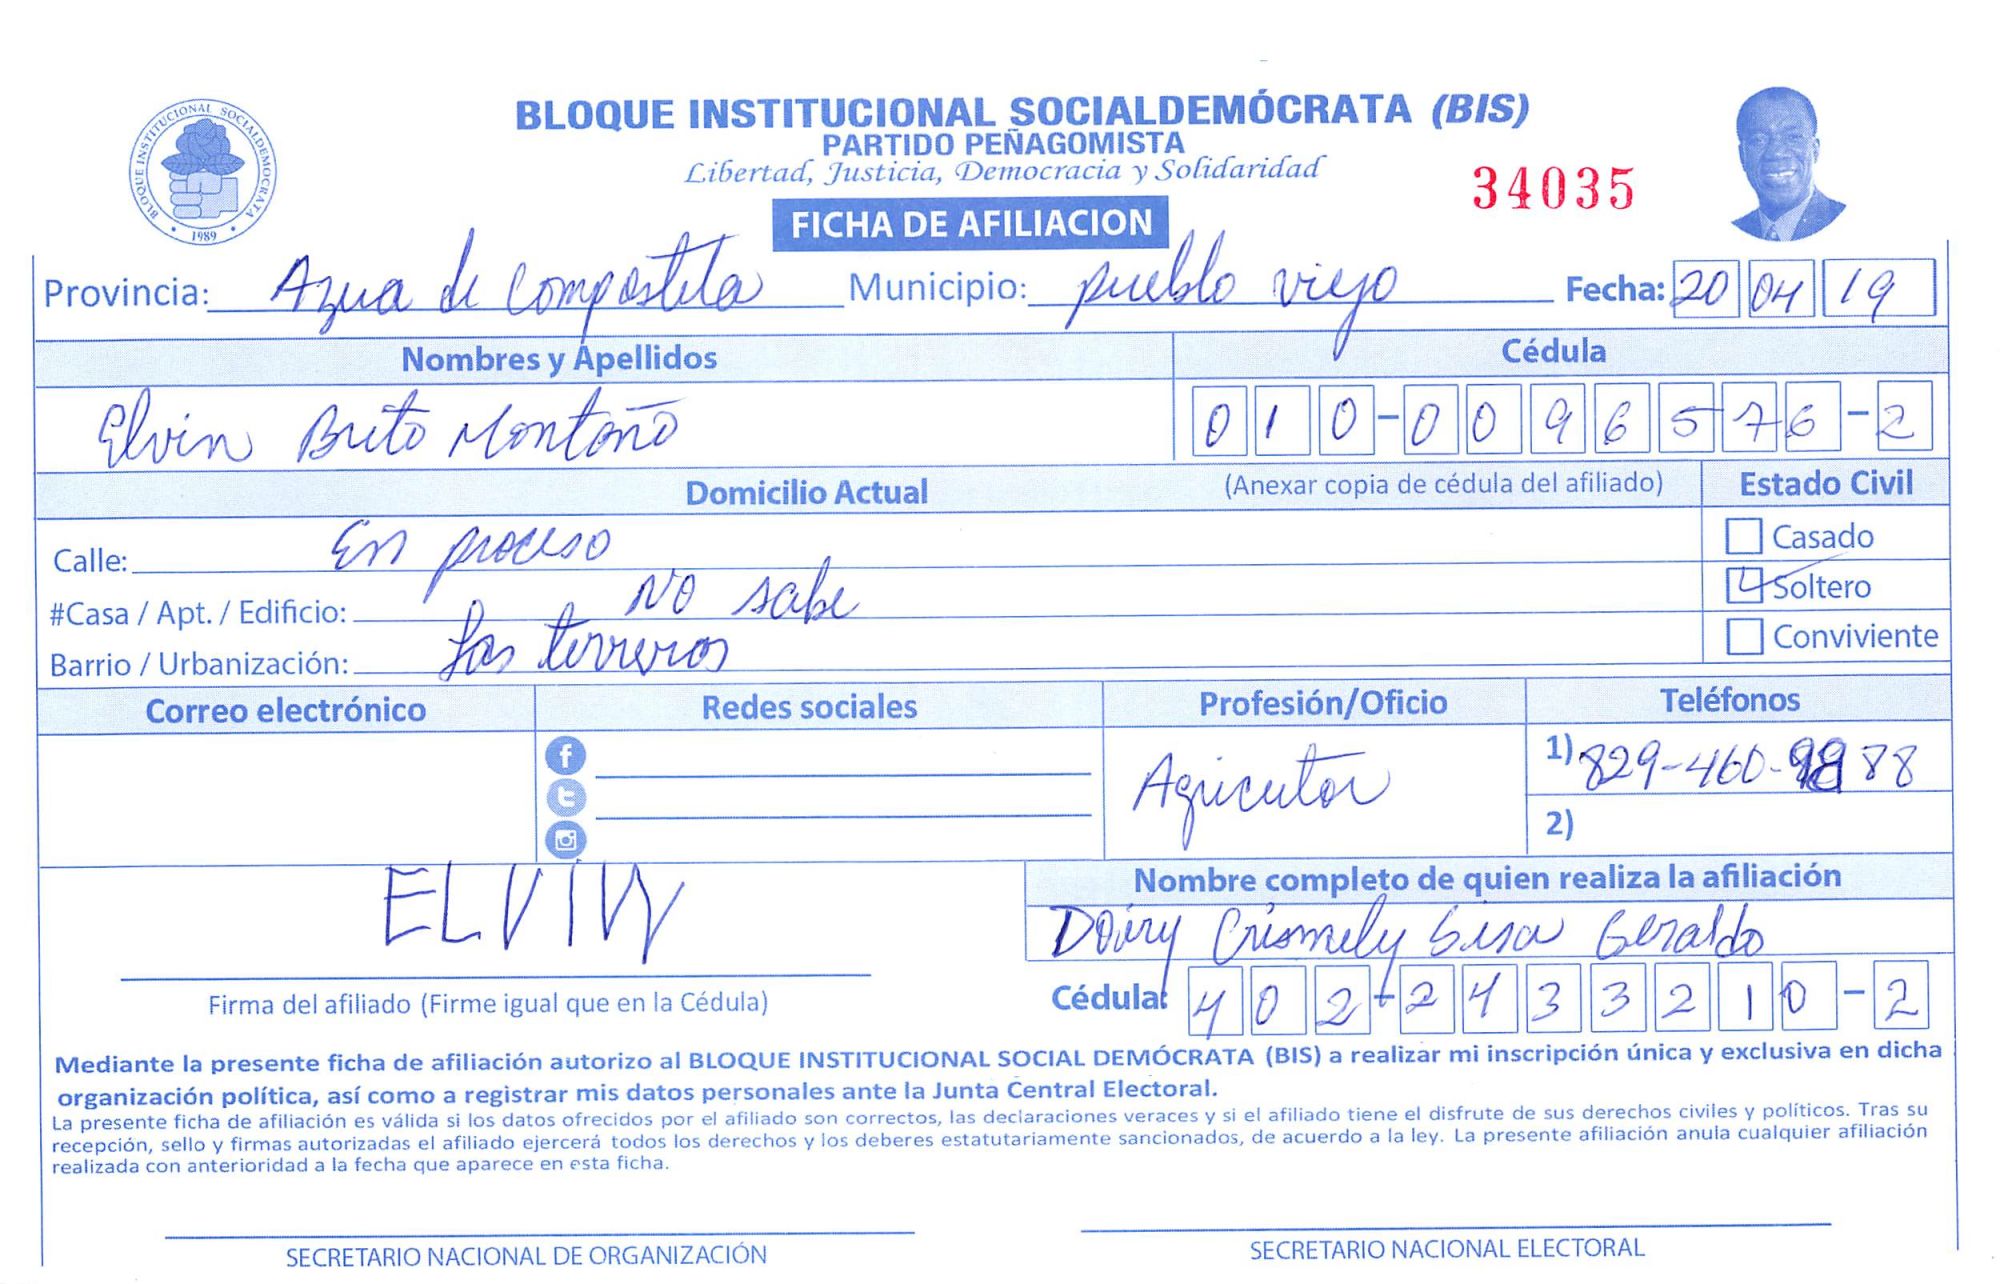 BLOQUE INSTITUCIONAL SOCIALDEMOCRATA
1989
BLOQUE INSTITUCIONAL SOCIALDEMÓCRATA (BIS)
PARTIDO PEÑAGOMISTA
Libertad, Justicia, Democracia y Solidaridad
34035
FICHA DE AFILIACION
Provincia: Azua de Compostela Municipio: pueblo viejo Fecha: 20 04 19
Nombres y Apellidos Cédula
Elvin Brito Montaño 010-0096576-2
Domicilio Actual (Anexar copia de cédula del afiliado) Estado Civil
Calle: En proceso Casado
#Casa / Apt. / Edificio: No sabe Soltero
Barrio / Urbanización: Los terreros Conviviente
Correo electrónico Redes sociales Profesión/Oficio Teléfonos
Agricutor 1) 829-460-9888
2)
ELVIN Nombre completo de quien realiza la afiliación
Crismely Geraldo
Firma del afiliado (Firme igual que en la Cédula) Cédula: 402-2433210-2
Mediante la presente ficha de afiliación autorizo al BLOQUE INSTITUCIONAL SOCIAL DEMÓCRATA (BIS) a realizar mi inscripción única y exclusiva en dicha
organización política, así como a registrar mis datos personales ante la Junta Central Electoral.
La presente ficha de afiliación es válida si los datos ofrecidos por el afiliado son correctos, las declaraciones veraces y si el afiliado tiene el disfrute de sus derechos civiles y políticos. Tras su
recepción, sello y firmas autorizadas el afiliado ejercerá todos los derechos y los deberes estatutariamente sancionados, de acuerdo a la ley. La presente afiliación anula cualquier afiliación
realizada con anterioridad a la fecha que aparece en esta ficha.
SECRETARIO NACIONAL DE ORGANIZACIÓN SECRETARIO NACIONAL ELECTORAL